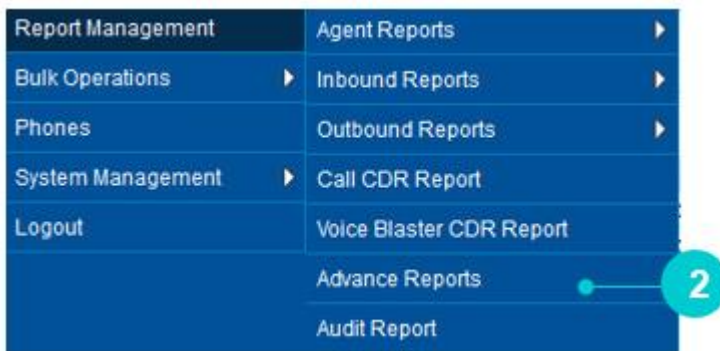 Report Management
Bulk Operations
Phones
System Management
Logout
Agent Reports
Inbound Reports
Outbound Reports
Call CDR Report
Voice Blaster CDR Report
Advance Reports
Audit Report
2